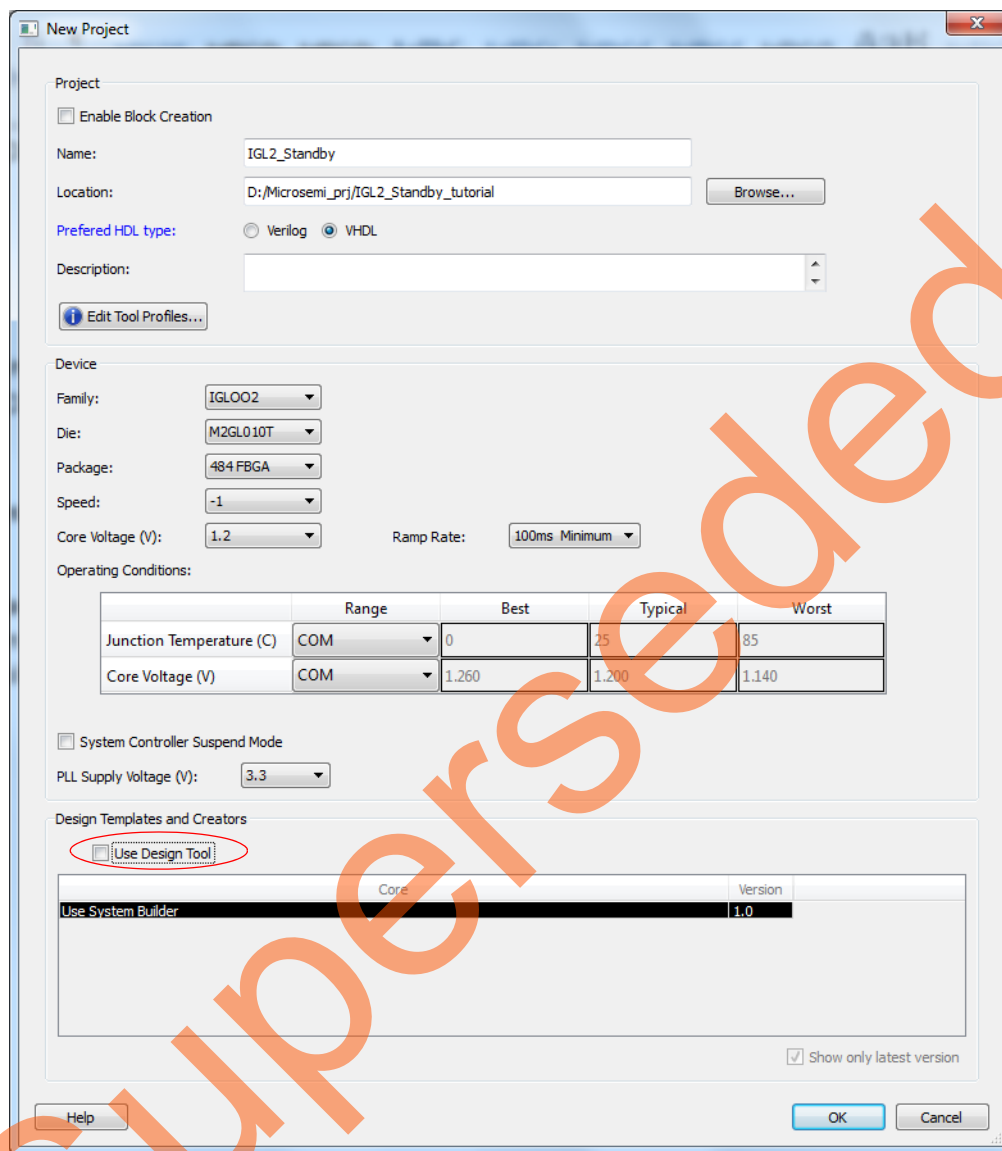 New Project
Project
Enable Block Creation
Name: IGL2_Standby
Location: D:/Microsemi_prj/IGL2_Standby_tutorial Browse...
Prefered HDL type: Verilog VHDL
Description:
Edit Tool Profiles...
Device
Family: IGLOO2
Die: M2GL010T
Package: 484 FBGA
Speed: -1
Core Voltage (V): 1.2 Ramp Rate: 100ms Minimum
Operating Conditions:
Range Best Typical Worst
Junction Temperature (C) COM 0 25 85
Core Voltage (V) COM 1.260 1.200 1.140
System Controller Suspend Mode
PLL Supply Voltage (V): 3.3
Design Templates and Creators
Use Design Tool
Core Version
Use System Builder 1.0
Show only latest version
Help OK Cancel
Superseded